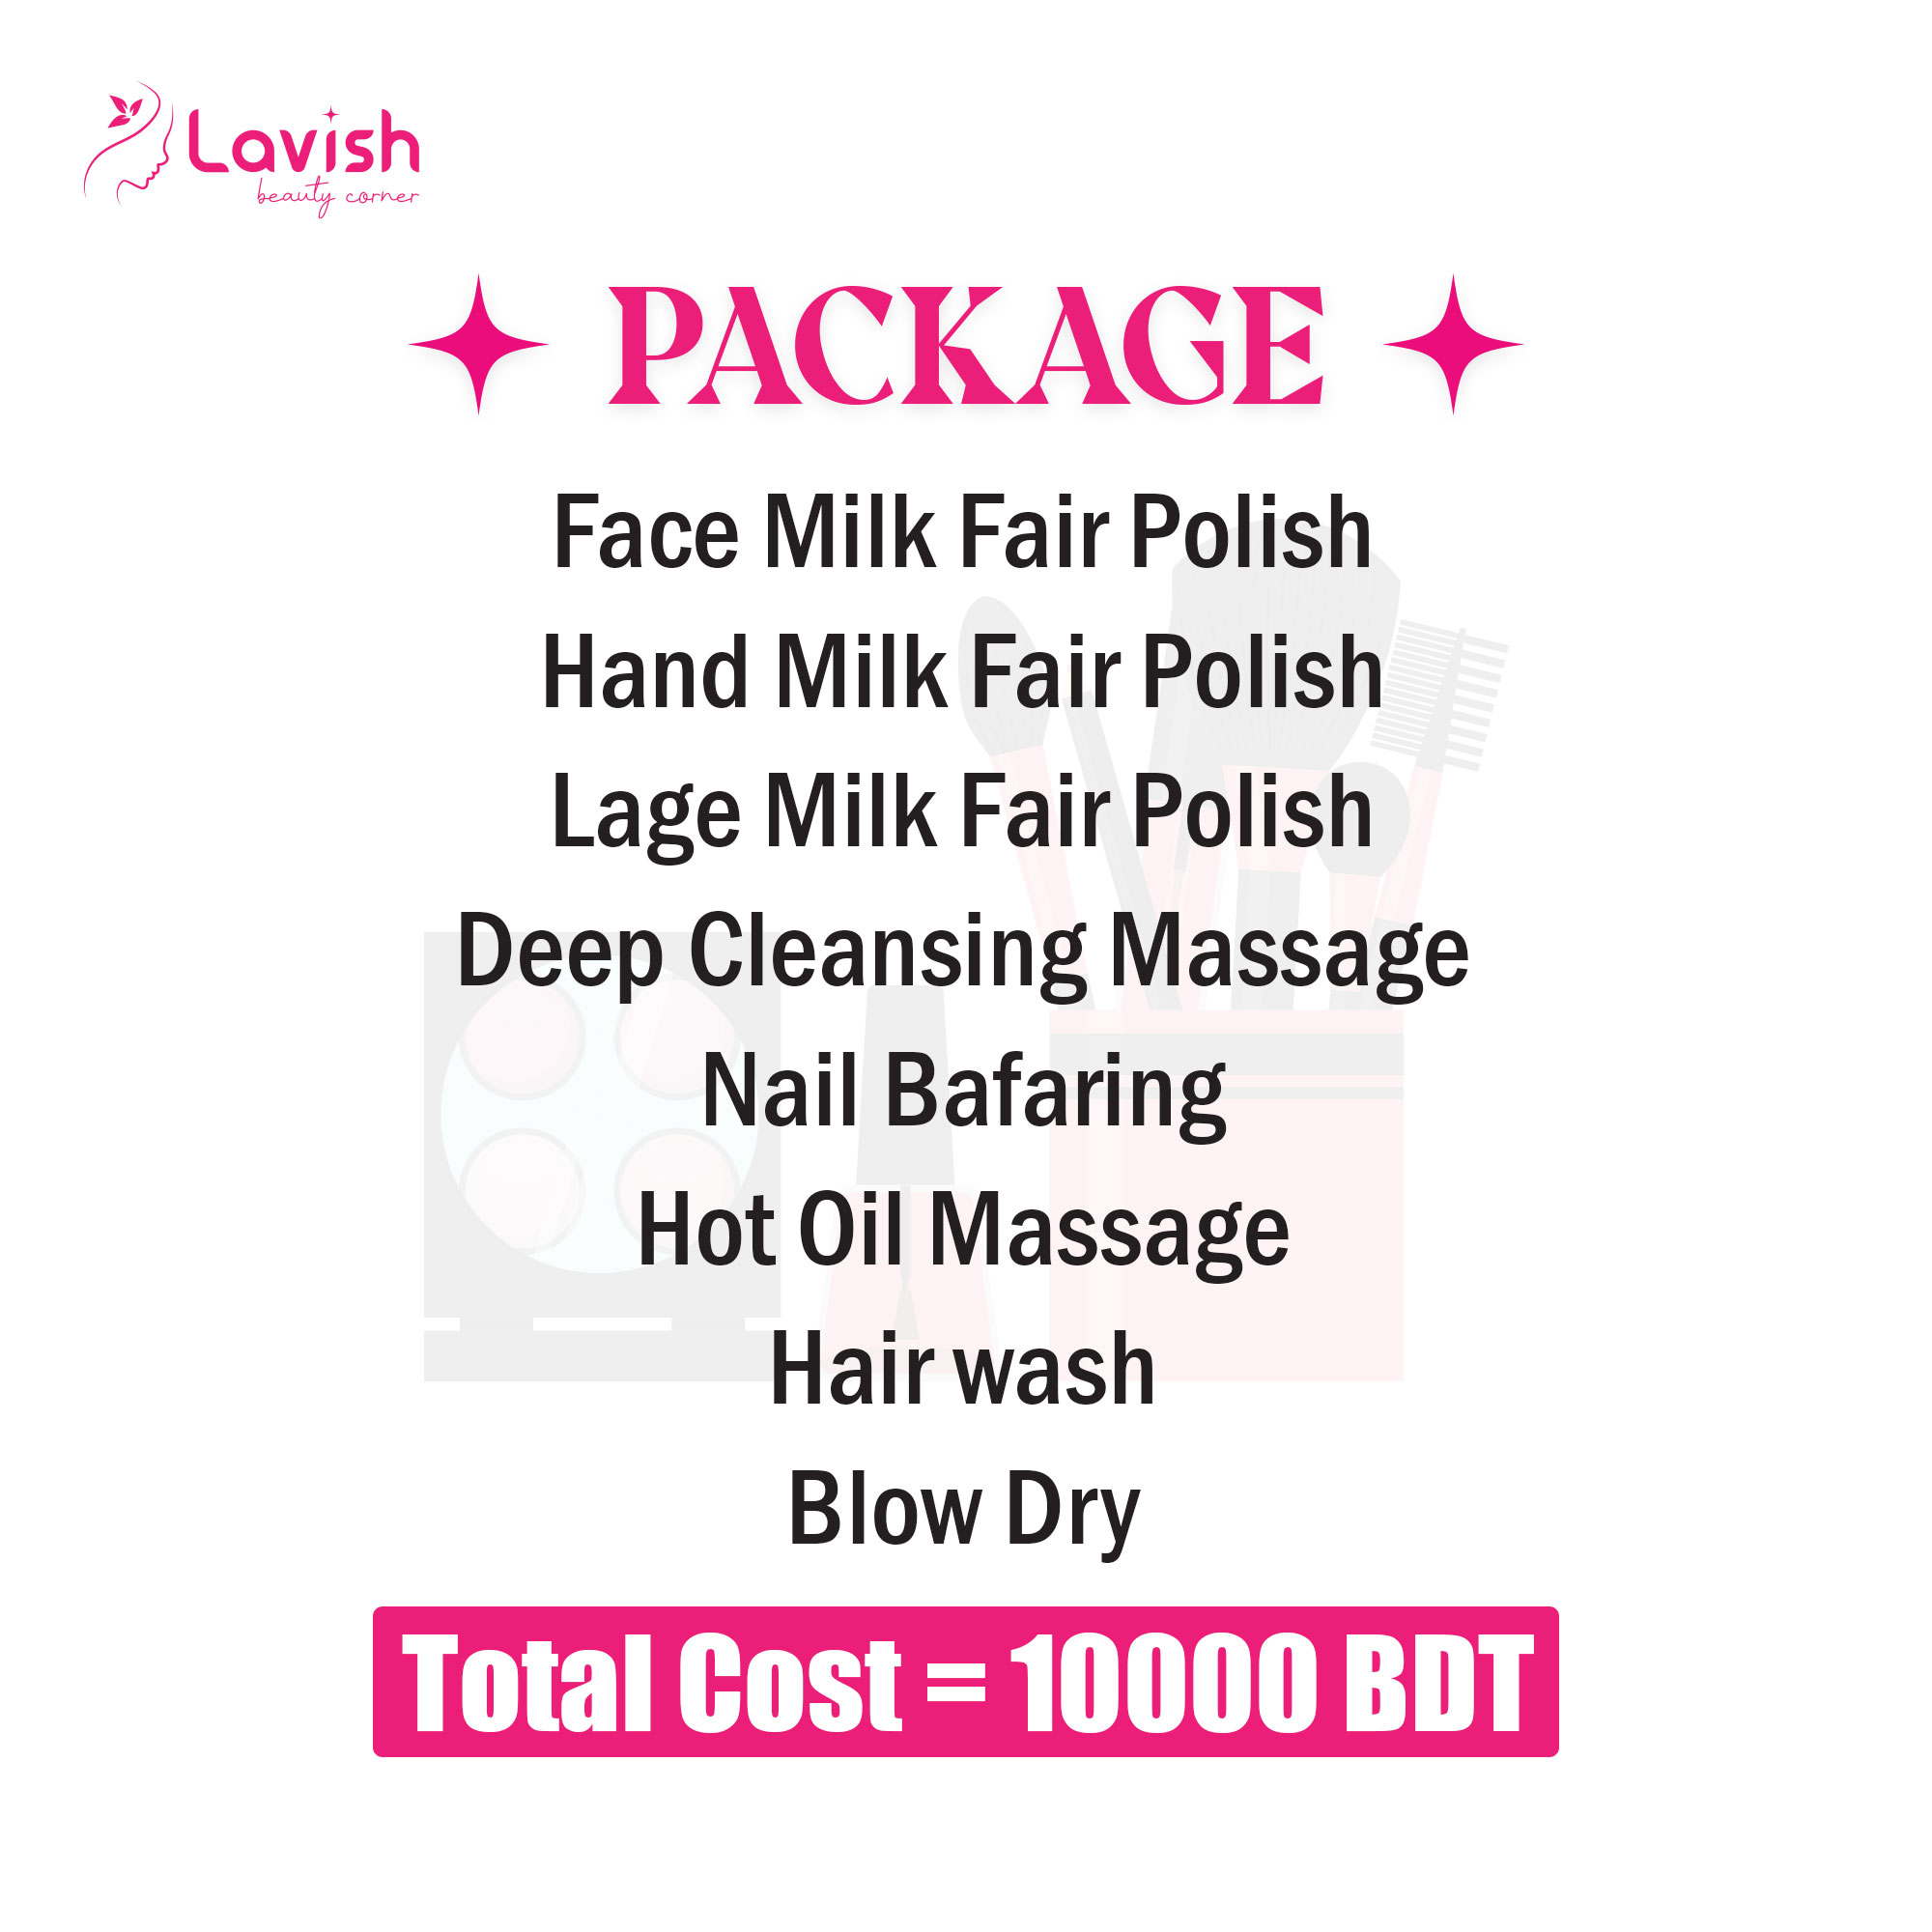 Lavish
beauty corner
PACKAGE
Face Milk Fair Polish
Hand Milk Fair Polish
Lage Milk Fair Polish
Deep Cleansing Massage
Nail Bafaring
Hot Oil Massage
Hair wash
Blow Dry
Total Cost = 10000 BDT